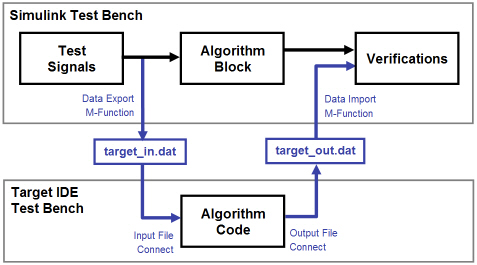 Simulink Test Bench
Test
Signals
Algorithm
Block
Verifications
Data Export
M-Function
Data Import
M-Function
target_in.dat
target_out.dat
Target IDE
Test Bench
Algorithm
Code
Input File
Connect
Output File
Connect